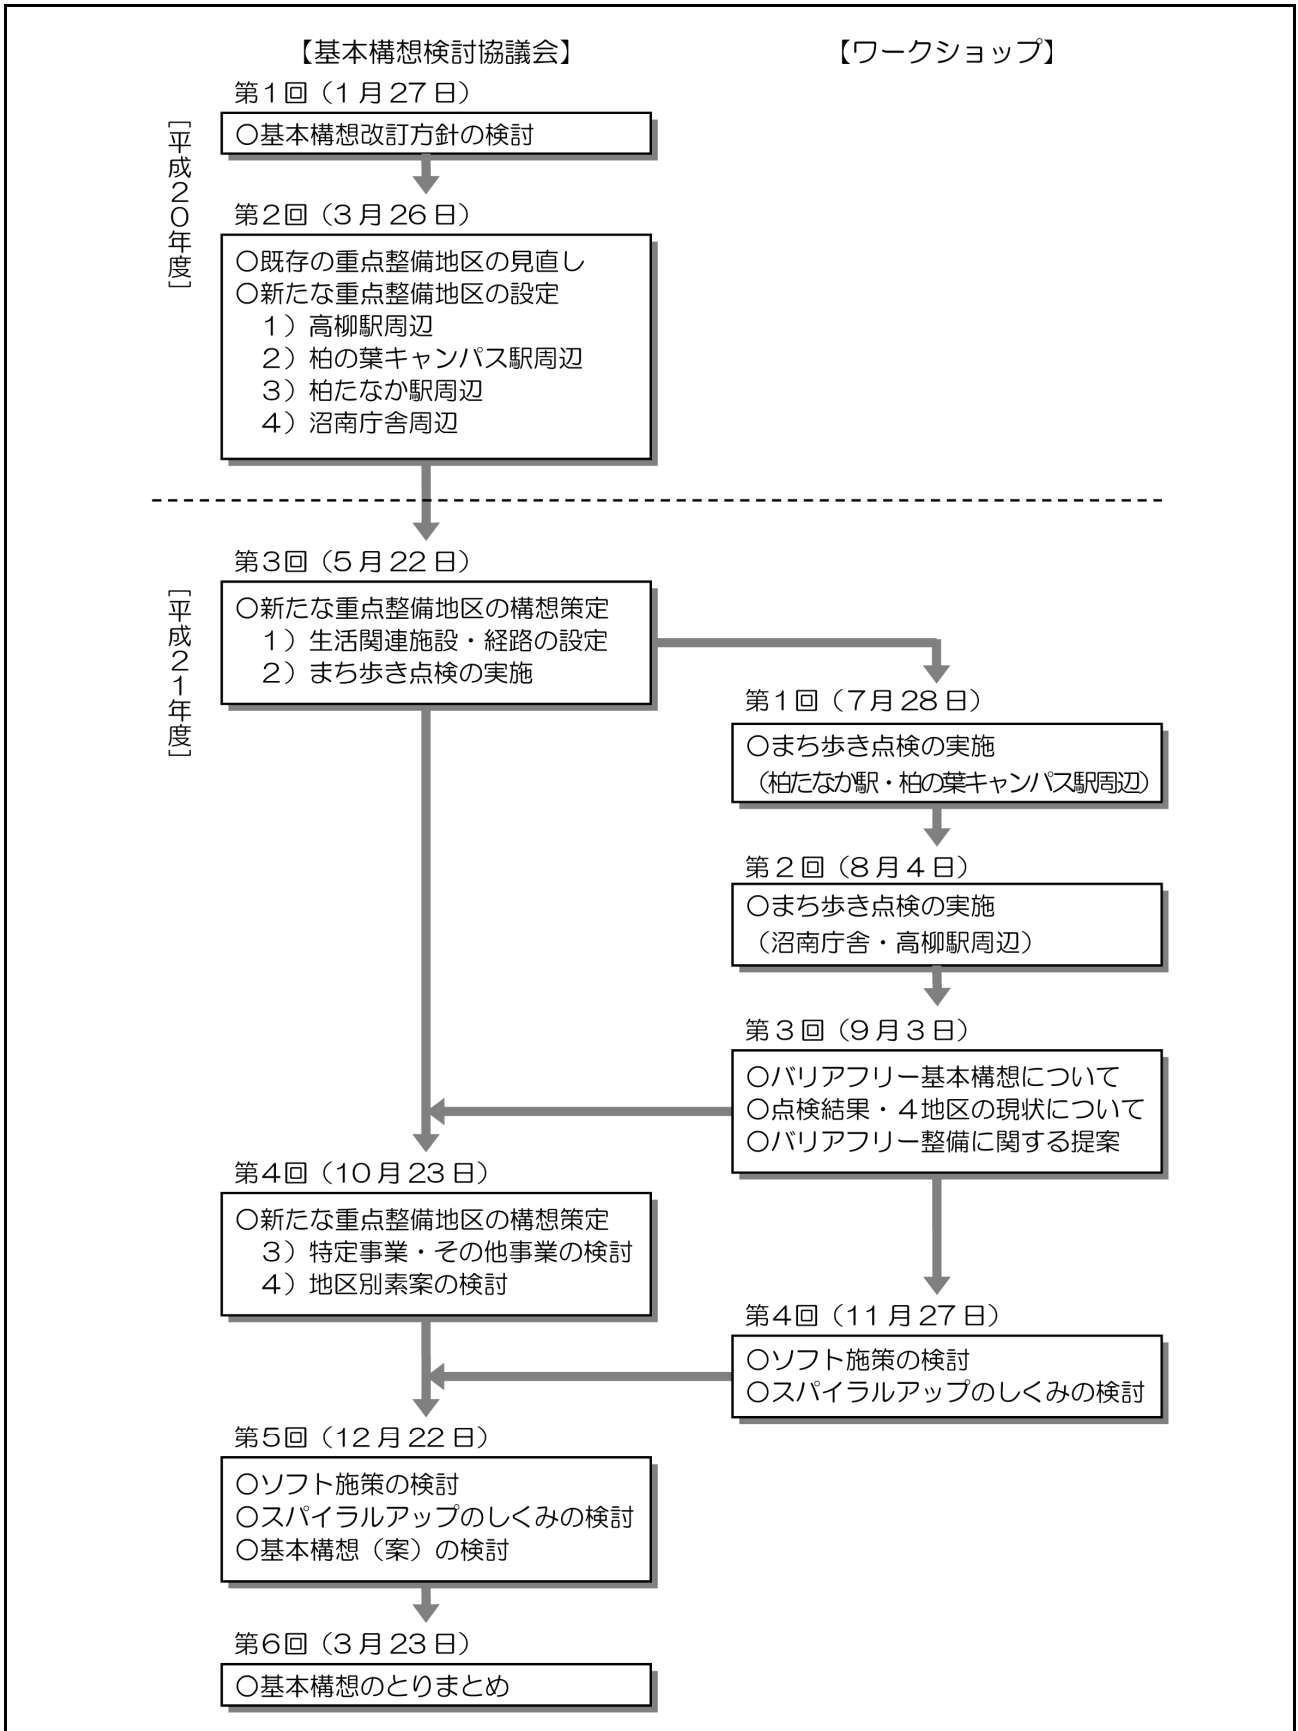 【基本構想検討協議会】
【ワークショップ】
[平成20年度]
第1回（1月27日）
○基本構想改訂方針の検討
第2回（3月26日）
○既存の重点整備地区の見直し
○新たな重点整備地区の設定
1）高柳駅周辺
2）柏の葉キャンパス駅周辺
3）柏たなか駅周辺
4）沼南庁舎周辺
[平成21年度]
第3回（5月22日）
○新たな重点整備地区の構想策定
1）生活関連施設・経路の設定
2）まち歩き点検の実施
第1回（7月28日）
○まち歩き点検の実施
（柏たなか駅・柏の葉キャンパス駅周辺）
第2回（8月4日）
○まち歩き点検の実施
（沼南庁舎・高柳駅周辺）
第3回（9月3日）
○バリアフリー基本構想について
○点検結果・4地区の現状について
○バリアフリー整備に関する提案
第4回（10月23日）
○新たな重点整備地区の構想策定
3）特定事業・その他事業の検討
4）地区別素案の検討
第4回（11月27日）
○ソフト施策の検討
○スパイラルアップのしくみの検討
第5回（12月22日）
○ソフト施策の検討
○スパイラルアップのしくみの検討
○基本構想（案）の検討
第6回（3月23日）
○基本構想のとりまとめ